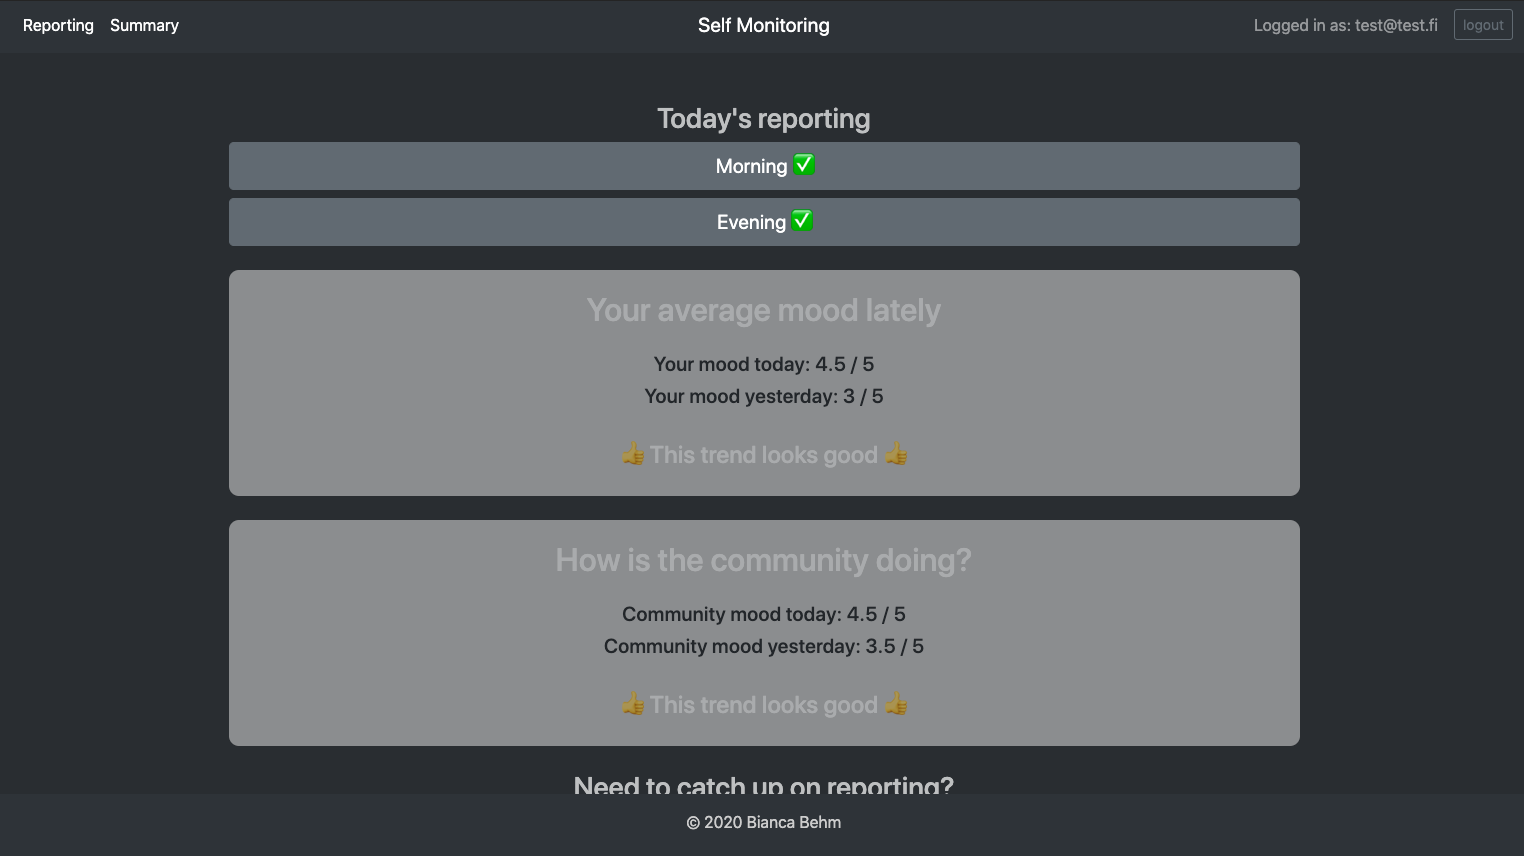 Reporting Summary Self Monitoring Logged in as: test@test.fi logout
Today's reporting
Morning ✅
Evening ✅
Your average mood lately
Your mood today: 4.5 / 5
Your mood yesterday: 3 / 5
👍 This trend looks good 👍
How is the community doing?
Community mood today: 4.5 / 5
Community mood yesterday: 3.5 / 5
👍 This trend looks good 👍
Need to catch up on reporting?
© 2020 Bianca Behm